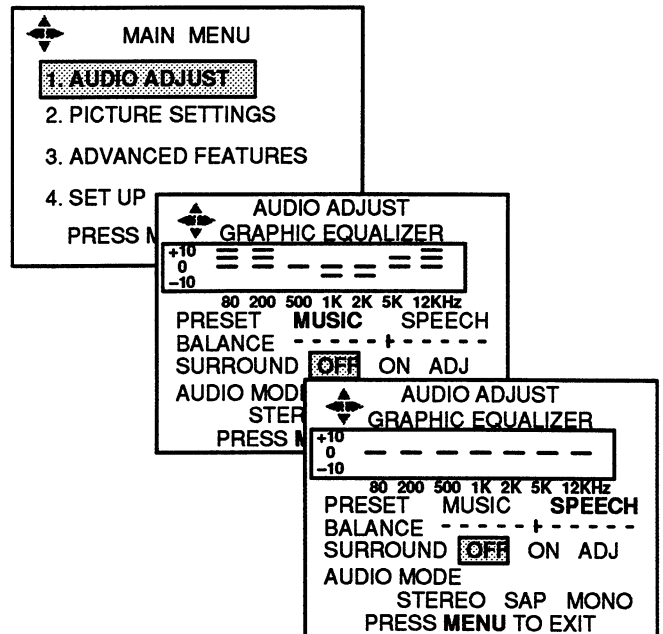 MAIN MENU
1. AUDIO ADJUST
2. PICTURE SETTINGS
3. ADVANCED FEATURES
4. SET UP
PRESS M
AUDIO ADJUST
GRAPHIC EQUALIZER
+10
0
-10
80 200 500 1K 2K 5K 12KHz
PRESET MUSIC SPEECH
BALANCE
SURROUND OFF ON ADJ
AUDIO MOD
STER
PRESS M
AUDIO ADJUST
GRAPHIC EQUALIZER
+10
0
-10
80 200 500 1K 2K 5K 12KHz
PRESET MUSIC SPEECH
BALANCE
SURROUND OFF ON ADJ
AUDIO MODE
STEREO SAP MONO
PRESS MENU TO EXIT